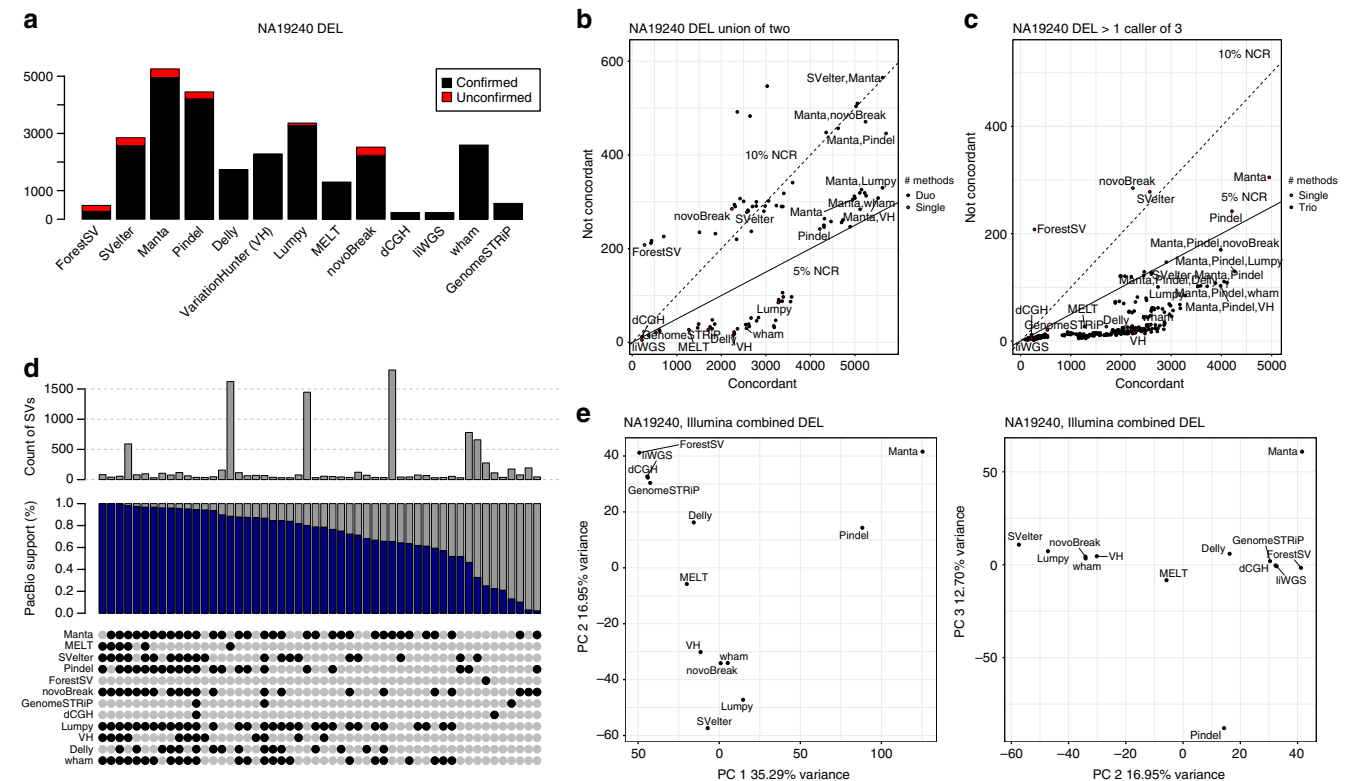 a
NA19240 DEL
5000
3000
1000
0
Confirmed
Unconfirmed
ForestSV
SVelter
Manta
Pindel
Delly
VariationHunter (VH)
Lumpy
MELT
novoBreak
dCGH
liWGS
wham
GenomeSTRiP
b
NA19240 DEL union of two
Not concordant
600
400
200
0
SVelter,Manta
Manta,novoBreak
Manta,Pindel
10% NCR
Manta,Lumpy
Manta,wham
Manta
Manta,VH
novoBreak
SVelter
Pindel
ForestSV
5% NCR
Lumpy
dCGH
GenomeSTRiP
wham
liWGS
MELT
Delly
VH
0 1000 2000 3000 4000 5000
Concordant
# methods
Duo
Single
c
NA19240 DEL > 1 caller of 3
Not concordant
400
200
0
10% NCR
novoBreak
SVelter
Manta
5% NCR
Pindel
ForestSV
Manta,Pindel,novoBreak
Manta,Pindel,Lumpy
SVelter,Manta,Pindel
Manta,Pindel,Delly
Lumpy
Manta,Pindel,wham
Manta,Pindel,VH
dCGH
MELT
GenomeSTRiP
Delly
wham
liWGS
VH
0 1000 2000 3000 4000 5000
Concordant
# methods
Single
Trio
d
Count of SVs
1500
1000
500
0
PacBio support (%)
1.0
0.8
0.6
0.4
0.2
0.0
Manta
MELT
SVelter
Pindel
ForestSV
novoBreak
GenomeSTRiP
dCGH
Lumpy
VH
Delly
wham
e
NA19240, Illumina combined DEL
PC 2 16.95% variance
40
20
0
−20
−40
−60
ForestSV
liWGS
dCGH
GenomeSTRiP
Manta
Delly
Pindel
MELT
VH
wham
novoBreak
Lumpy
SVelter
50 0 50 100
PC 1 35.29% variance
NA19240, Illumina combined DEL
PC 3 12.70% variance
50
0
−50
Manta
SVelter
novoBreak
Lumpy
wham
VH
MELT
Delly
GenomeSTRiP
dCGH
ForestSV
liWGS
Pindel
−60 −40 −20 0 20 40
PC 2 16.95% variance